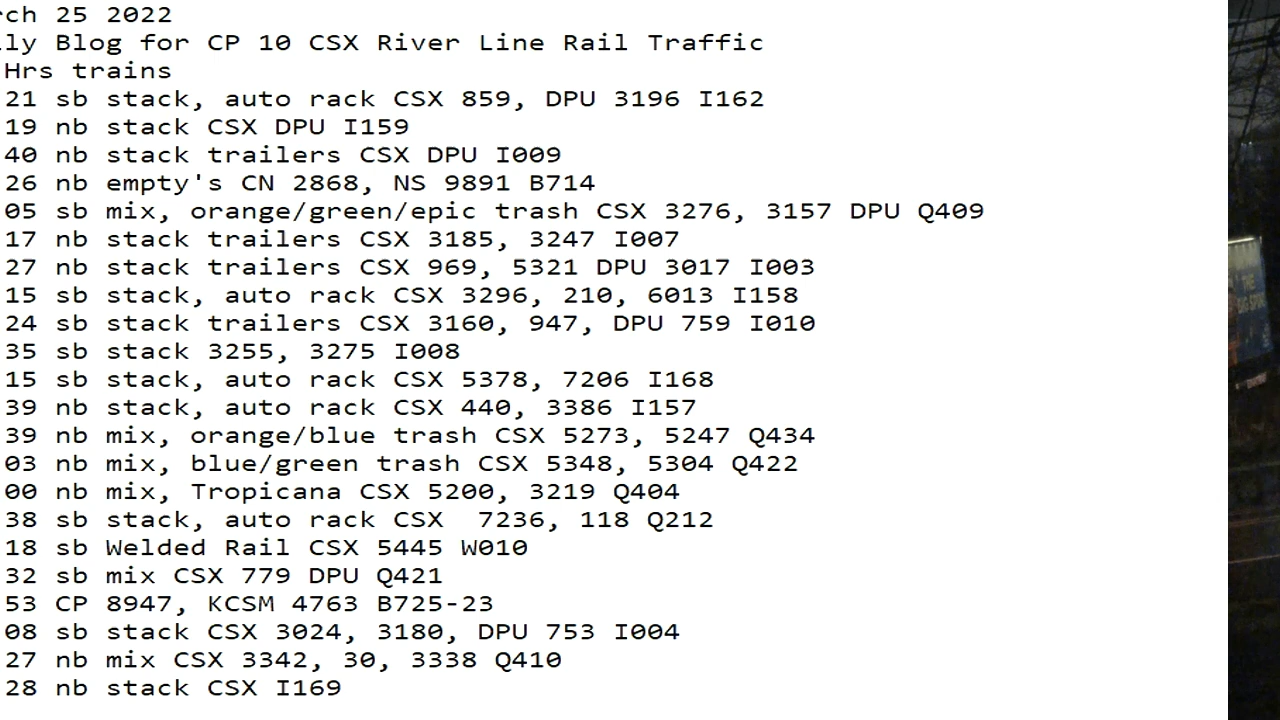 rch 25 2022
ly Blog for CP 10 CSX River Line Rail Traffic
Hrs trains
21 sb stack, auto rack CSX 859, DPU 3196 I162
19 nb stack CSX DPU I159
40 nb stack trailers CSX DPU I009
26 nb empty's CN 2868, NS 9891 B714
05 sb mix, orange/green/epic trash CSX 3276, 3157 DPU Q409
17 nb stack trailers CSX 3185, 3247 I007
27 nb stack trailers CSX 969, 5321 DPU 3017 I003
15 sb stack, auto rack CSX 3296, 210, 6013 I158
24 sb stack trailers CSX 3160, 947, DPU 759 I010
35 sb stack 3255, 3275 I008
15 sb stack, auto rack CSX 5378, 7206 I168
39 nb stack, auto rack CSX 440, 3386 I157
39 nb mix, orange/blue trash CSX 5273, 5247 Q434
03 nb mix, blue/green trash CSX 5348, 5304 Q422
00 nb mix, Tropicana CSX 5200, 3219 Q404
38 sb stack, auto rack CSX  7236, 118 Q212
18 sb Welded Rail CSX 5445 W010
32 sb mix CSX 779 DPU Q421
53 CP 8947, KCSM 4763 B725-23
08 sb stack CSX 3024, 3180, DPU 753 I004
27 nb mix CSX 3342, 30, 3338 Q410
28 nb stack CSX I169